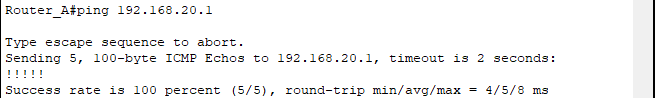 Router_A#ping 192.168.20.1
Type escape sequence to abort.
Sending 5, 100-byte ICMP Echos to 192.168.20.1, timeout is 2 seconds:
!!!!!
Success rate is 100 percent (5/5), round-trip min/avg/max = 4/5/8 ms